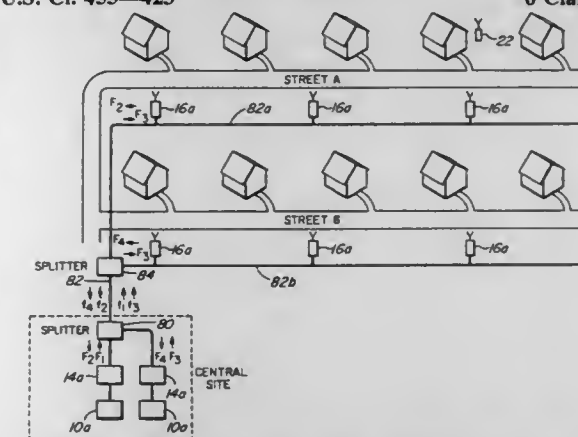 U.S. Cl. 455—425
6 Cla
22
STREET A
F2
F3
16a
82a
16a
16a
STREET B
F4
F3
16a
16a
16a
SPLITTER
84
82
82b
f4 f2 f1 f3
SPLITTER
80
F2 F1
F4 F3
14a
14a
CENTRAL
SITE
10a
10a